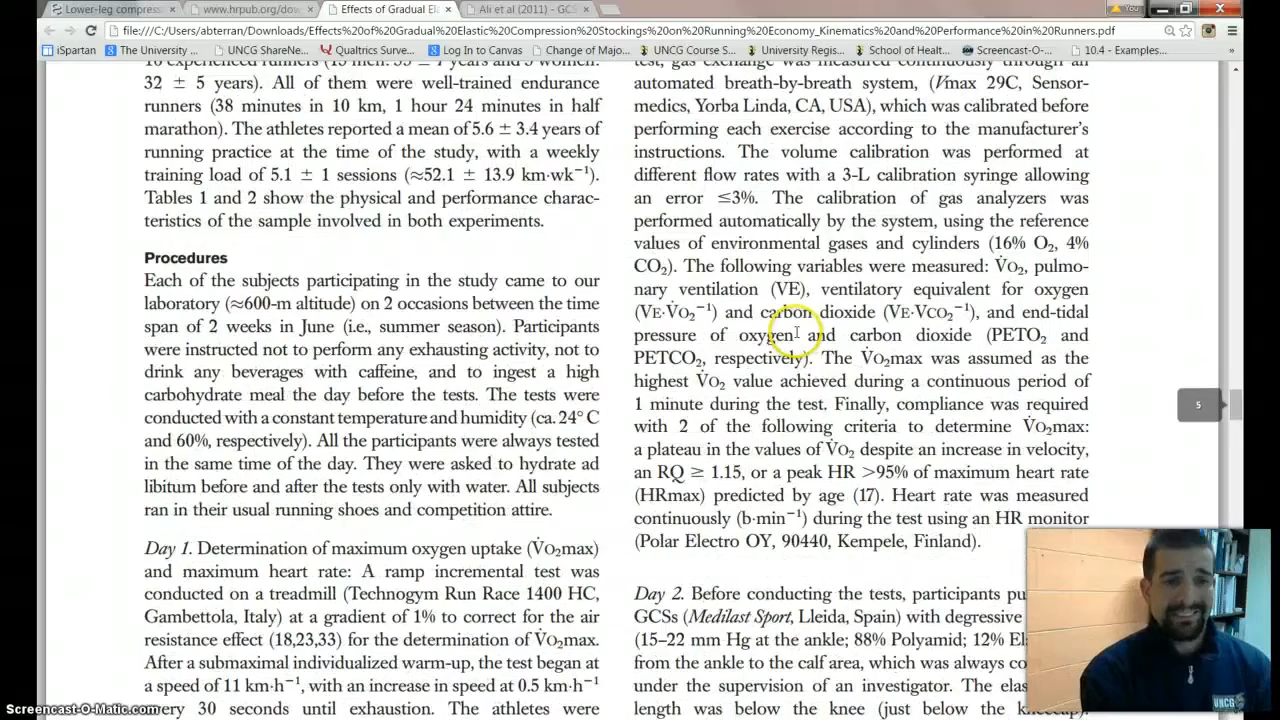 Lower-leg compress
www.hrpub.org/dow
Effects of Gradual Ela
Ali et al (2011) - GCS
You
file:///C:/Users/abterran/Downloads/Effects%20of%20Gradual%20Elastic%20Compression%20Stockings%20on%20Running%20Economy_Kinematics%20and%20Performance%20in%20Runners.pdf
iSpartan
The University
UNCG ShareNe...
Qualtrics Surve...
Log In to Canvas
Change of Majo...
UNCG Course S...
University Regis...
School of Healt...
Screencast-O-...
10.4 - Examples...
32 ± 5 years). All of them were well-trained endurance
runners (38 minutes in 10 km, 1 hour 24 minutes in half
marathon). The athletes reported a mean of 5.6 ± 3.4 years of
running practice at the time of the study, with a weekly
training load of 5.1 ± 1 sessions (≈52.1 ± 13.9 km·wk⁻¹).
Tables 1 and 2 show the physical and performance charac-
teristics of the sample involved in both experiments.
Procedures
Each of the subjects participating in the study came to our
laboratory (≈600-m altitude) on 2 occasions between the time
span of 2 weeks in June (i.e., summer season). Participants
were instructed not to perform any exhausting activity, not to
drink any beverages with caffeine, and to ingest a high
carbohydrate meal the day before the tests. The tests were
conducted with a constant temperature and humidity (ca. 24° C
and 60%, respectively). All the participants were always tested
in the same time of the day. They were asked to hydrate ad
libitum before and after the tests only with water. All subjects
ran in their usual running shoes and competition attire.
Day 1. Determination of maximum oxygen uptake (V̇O₂max)
and maximum heart rate: A ramp incremental test was
conducted on a treadmill (Technogym Run Race 1400 HC,
Gambettola, Italy) at a gradient of 1% to correct for the air
resistance effect (18,23,33) for the determination of V̇O₂max.
After a submaximal individualized warm-up, the test began at
a speed of 11 km·h⁻¹, with an increase in speed at 0.5 km·h⁻¹
every 30 seconds until exhaustion. The athletes were
test, gas exchange was measured continuously through an
automated breath-by-breath system, (Vmax 29C, Sensor-
medics, Yorba Linda, CA, USA), which was calibrated before
performing each exercise according to the manufacturer's
instructions. The volume calibration was performed at
different flow rates with a 3-L calibration syringe allowing
an error ≤3%. The calibration of gas analyzers was
performed automatically by the system, using the reference
values of environmental gases and cylinders (16% O₂, 4%
CO₂). The following variables were measured: V̇O₂, pulmo-
nary ventilation (VE), ventilatory equivalent for oxygen
(VE·V̇O₂⁻¹) and carbon dioxide (VE·VCO₂⁻¹), and end-tidal
pressure of oxygen and carbon dioxide (PETO₂ and
PETCO₂, respectively). The V̇O₂max was assumed as the
highest V̇O₂ value achieved during a continuous period of
1 minute during the test. Finally, compliance was required
with 2 of the following criteria to determine V̇O₂max:
a plateau in the values of V̇O₂ despite an increase in velocity,
an RQ ≥ 1.15, or a peak HR >95% of maximum heart rate
(HRmax) predicted by age (17). Heart rate was measured
continuously (b·min⁻¹) during the test using an HR monitor
(Polar Electro OY, 90440, Kempele, Finland).
Day 2. Before conducting the tests, participants pu
GCSs (Medilast Sport, Lleida, Spain) with degressive
(15–22 mm Hg at the ankle; 88% Polyamid; 12% El
from the ankle to the calf area, which was always co
under the supervision of an investigator. The elas
length was below the knee (just below the kneecup).
5
UNCG
Screencast-O-Matic.com